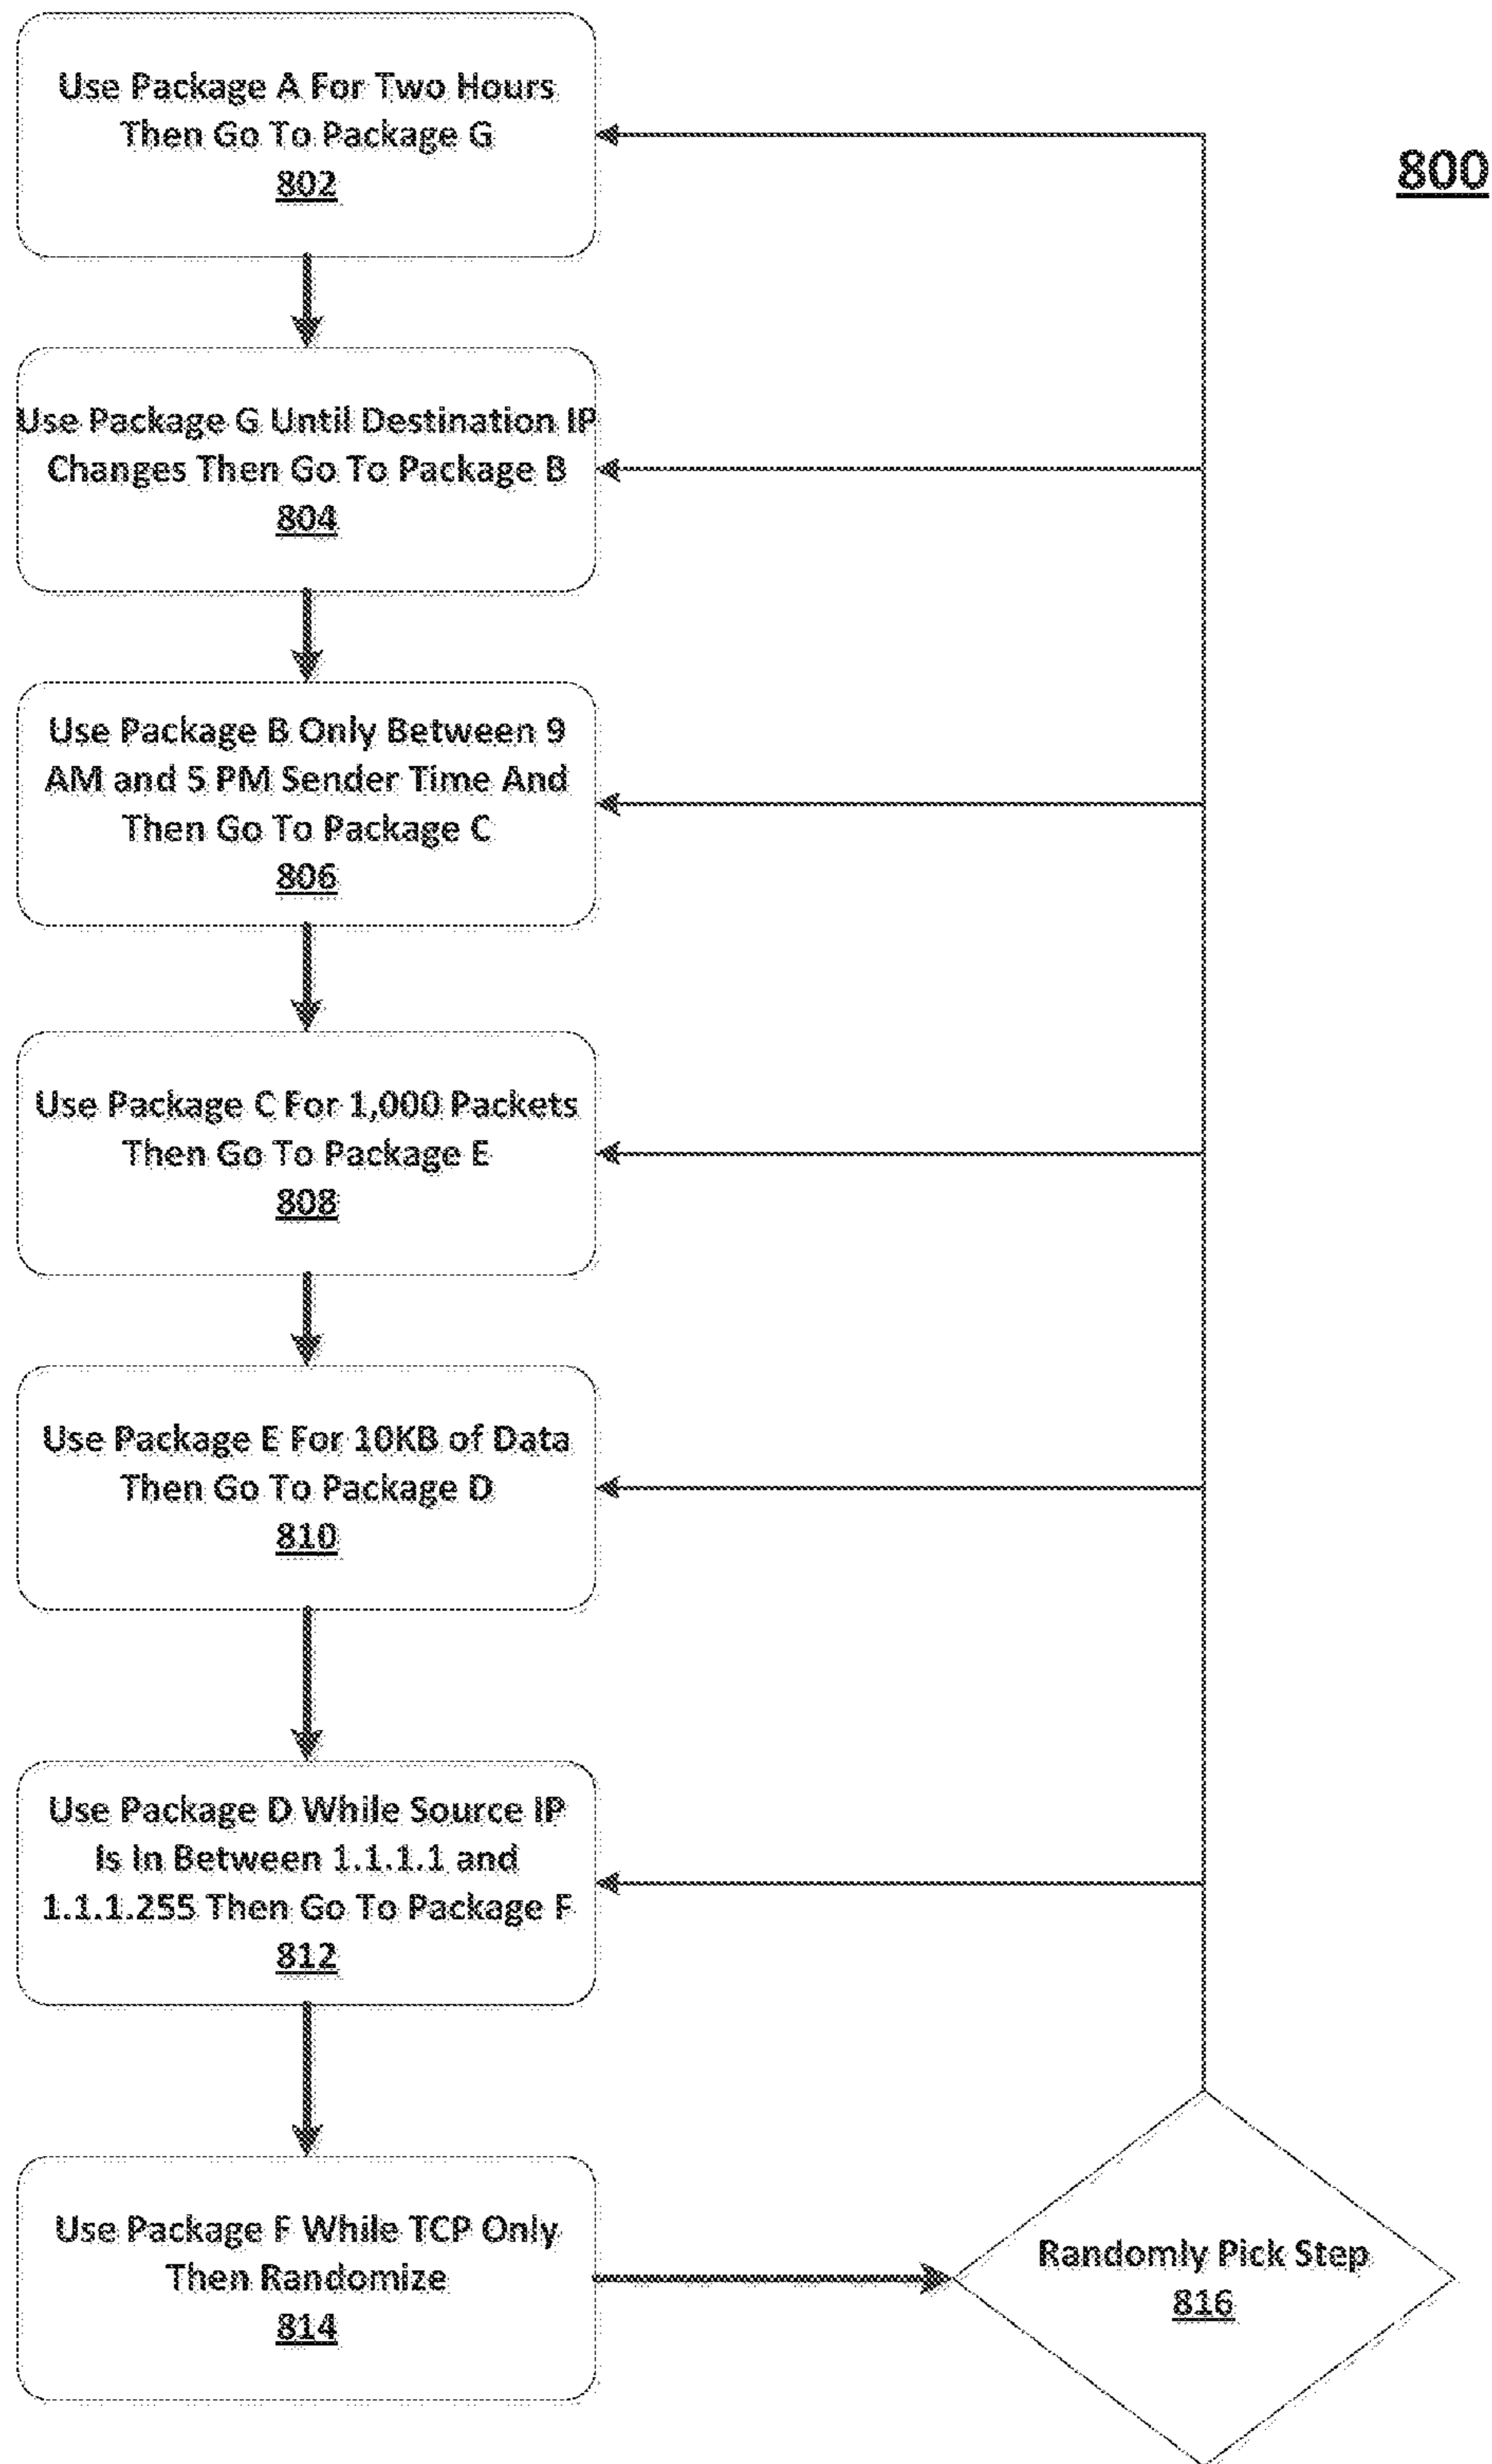 Use Package A For Two Hours
Then Go To Package G
802
800
Use Package G Until Destination IP
Changes Then Go To Package B
804
Use Package B Only Between 9
AM and 5 PM Sender Time And
Then Go To Package C
806
Use Package C For 1,000 Packets
Then Go To Package E
808
Use Package E For 10KB of Data
Then Go To Package D
810
Use Package D While Source IP
Is In Between 1.1.1.1 and
1.1.1.255 Then Go To Package F
812
Use Package F While TCP Only
Then Randomize
814
Randomly Pick Step
816